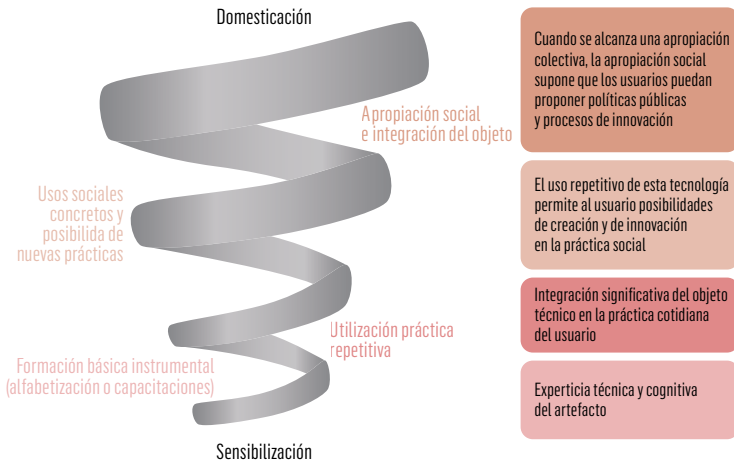 Domesticación
Apropiación social
e integración del objeto
Usos sociales
concretos y
posibilida de
nuevas prácticas
Utilización práctica
repetitiva
Formación básica instrumental
(alfabetización o capacitaciones)
Sensibilización
Cuando se alcanza una apropiación
colectiva, la apropiación social
supone que los usuarios puedan
proponer políticas públicas
y procesos de innovación
El uso repetitivo de esta tecnología
permite al usuario posibilidades
de creación y de innovación
en la práctica social
Integración significativa del objeto
técnico en la práctica cotidiana
del usuario
Experticia técnica y cognitiva
del artefacto